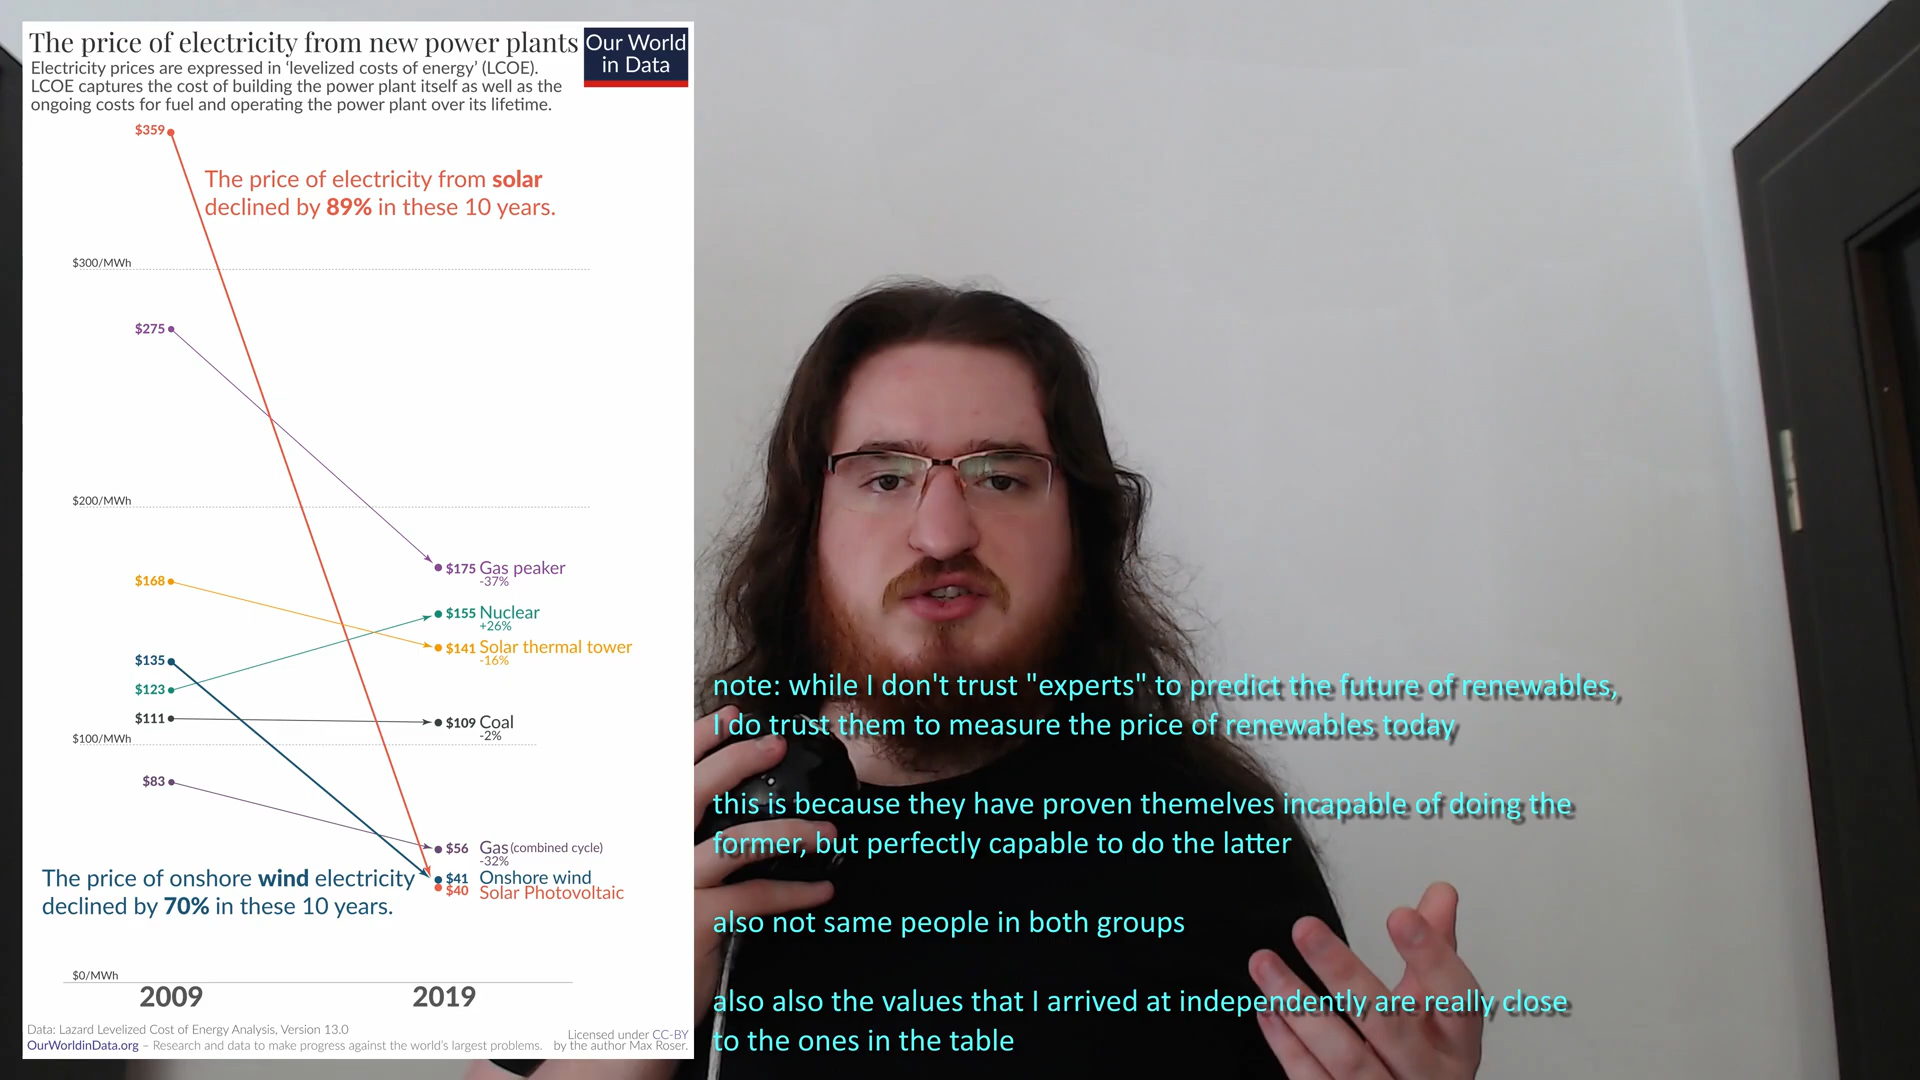 The price of electricity from new power plants
Our World
in Data
Electricity prices are expressed in ‘levelized costs of energy’ (LCOE).
LCOE captures the cost of building the power plant itself as well as the
ongoing costs for fuel and operating the power plant over its lifetime.
$359
The price of electricity from solar
declined by 89% in these 10 years.
$300/MWh
$275
$200/MWh
$175 Gas peaker
-37%
$168
$155 Nuclear
+26%
$141 Solar thermal tower
-16%
$135
$123
$111
$109 Coal
-2%
$100/MWh
$83
$56 Gas (combined cycle)
-32%
$41 Onshore wind
$40 Solar Photovoltaic
The price of onshore wind electricity
declined by 70% in these 10 years.
$0/MWh
2009
2019
Data: Lazard Levelized Cost of Energy Analysis, Version 13.0
OurWorldinData.org – Research and data to make progress against the world’s largest problems.
Licensed under CC-BY
by the author Max Roser.
note: while I don't trust "experts" to predict the future of renewables,
I do trust them to measure the price of renewables today
this is because they have proven themelves incapable of doing the
former, but perfectly capable to do the latter
also not same people in both groups
also also the values that I arrived at independently are really close
to the ones in the table